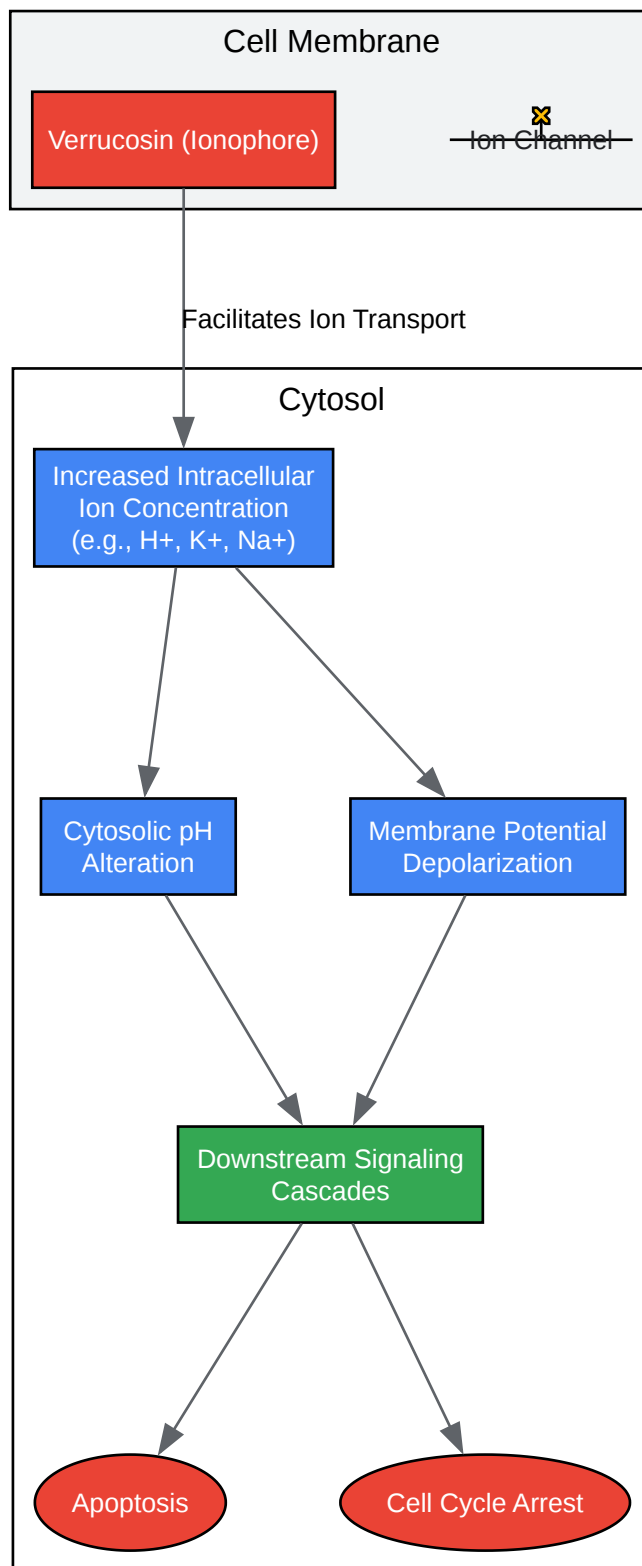 Cell Membrane
Verrucosin (Ionophore)
Ion Channel
Facilitates Ion Transport
Cytosol
Increased Intracellular
Ion Concentration
(e.g., H+, K+, Na+)
Cytosolic pH
Alteration
Membrane Potential
Depolarization
Downstream Signaling
Cascades
Apoptosis
Cell Cycle Arrest